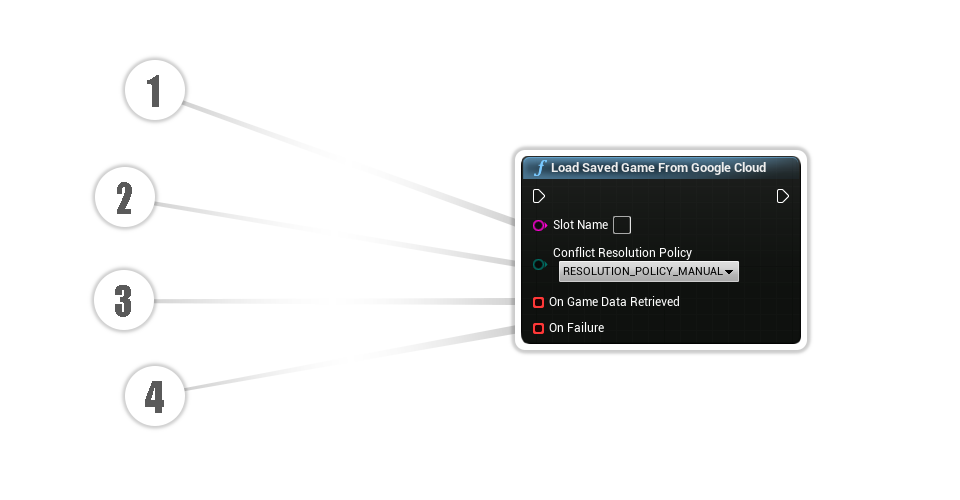 1
2
3
4
f Load Saved Game From Google Cloud
Slot Name
Conflict Resolution Policy
RESOLUTION_POLICY_MANUAL
On Game Data Retrieved
On Failure